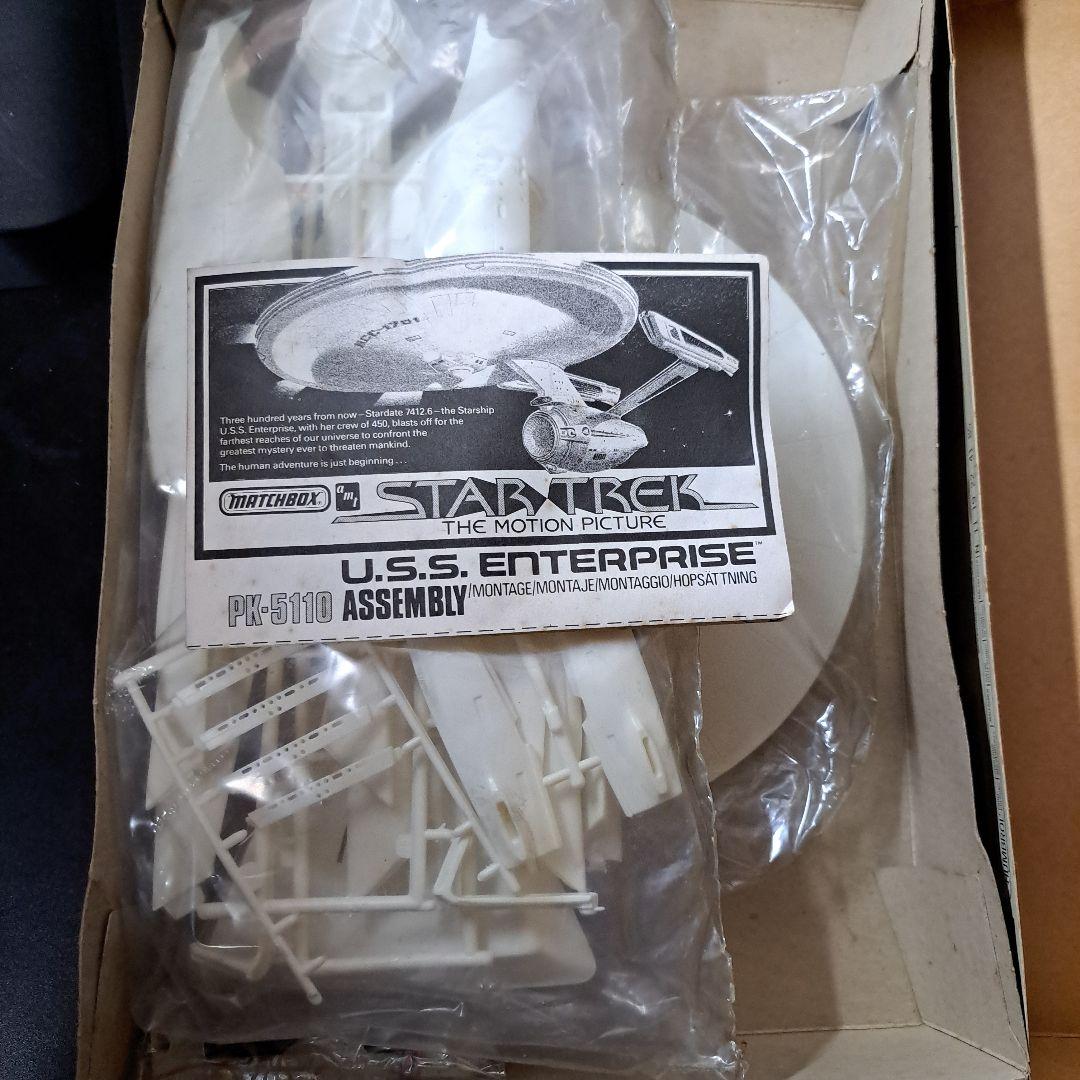 NCC-1701
Three hundred years from now—Stardate 7412.6—the Starship
U.S.S. Enterprise, with her crew of 450, blasts off for the
farthest reaches of our universe to confront the
greatest mystery ever to threaten mankind.
The human adventure is just beginning...
MATCHBOX amt STAR TREK
THE MOTION PICTURE
U.S.S. ENTERPRISE™
PK-5110 ASSEMBLY/MONTAGE/MONTAJE/MONTAGGIO/HOPSÄTTNING